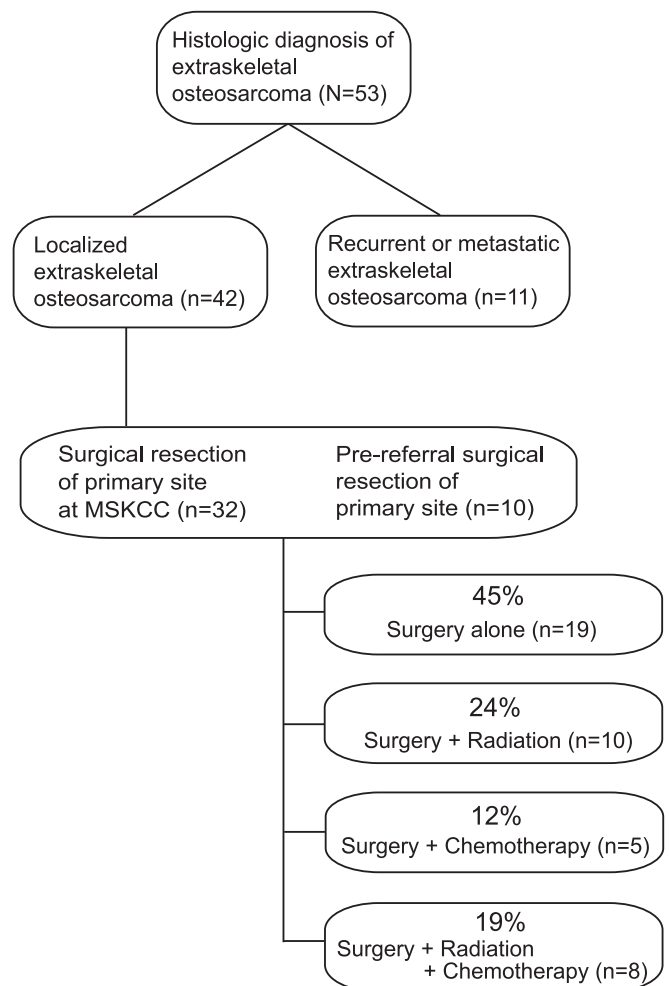 Histologic diagnosis of
extraskeletal
osteosarcoma (N=53)
Localized
extraskeletal
osteosarcoma (n=42)
Recurrent or metastatic
extraskeletal
osteosarcoma (n=11)
Surgical resection
of primary site
at MSKCC (n=32)
Pre-referral surgical
resection of
primary site (n=10)
45%
Surgery alone (n=19)
24%
Surgery + Radiation (n=10)
12%
Surgery + Chemotherapy (n=5)
19%
Surgery + Radiation
+ Chemotherapy (n=8)